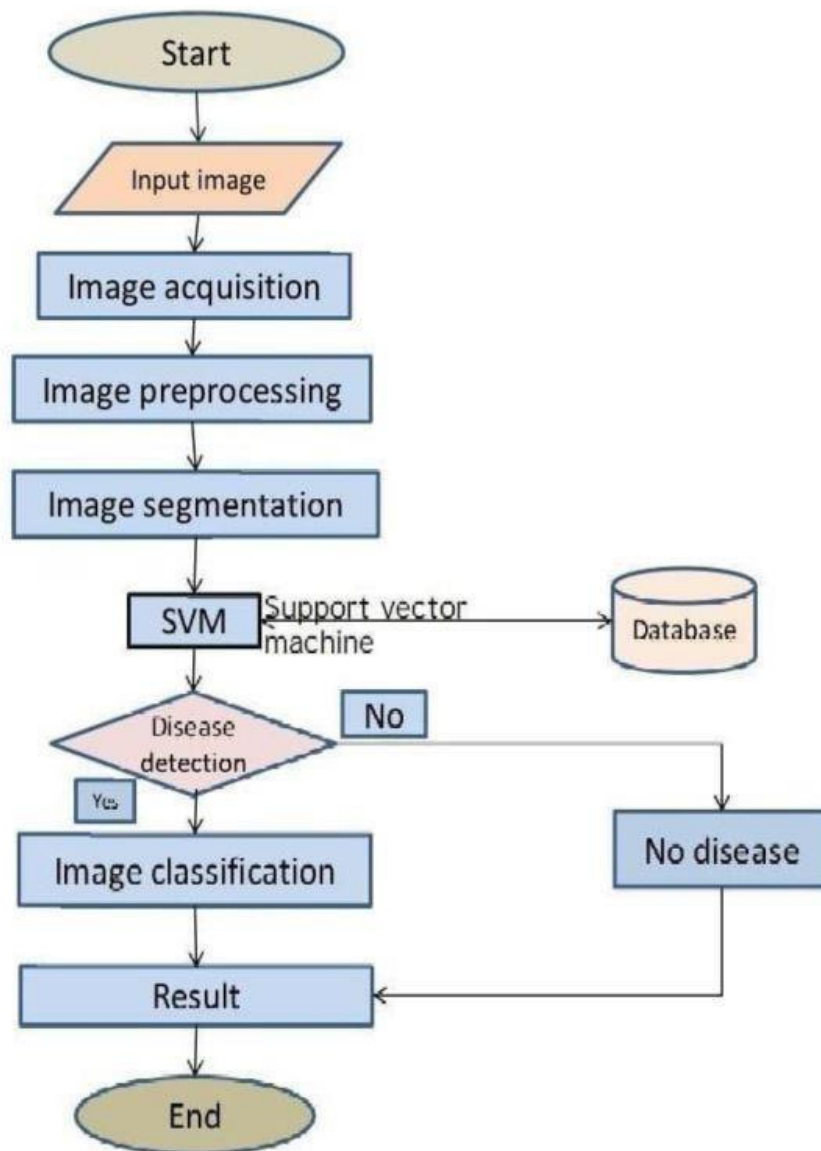 Start
Input image
Image acquisition
Image preprocessing
Image segmentation
SVM
Support vector
machine
Database
Disease
detection
No
Yes
Image classification
No disease
Result
End